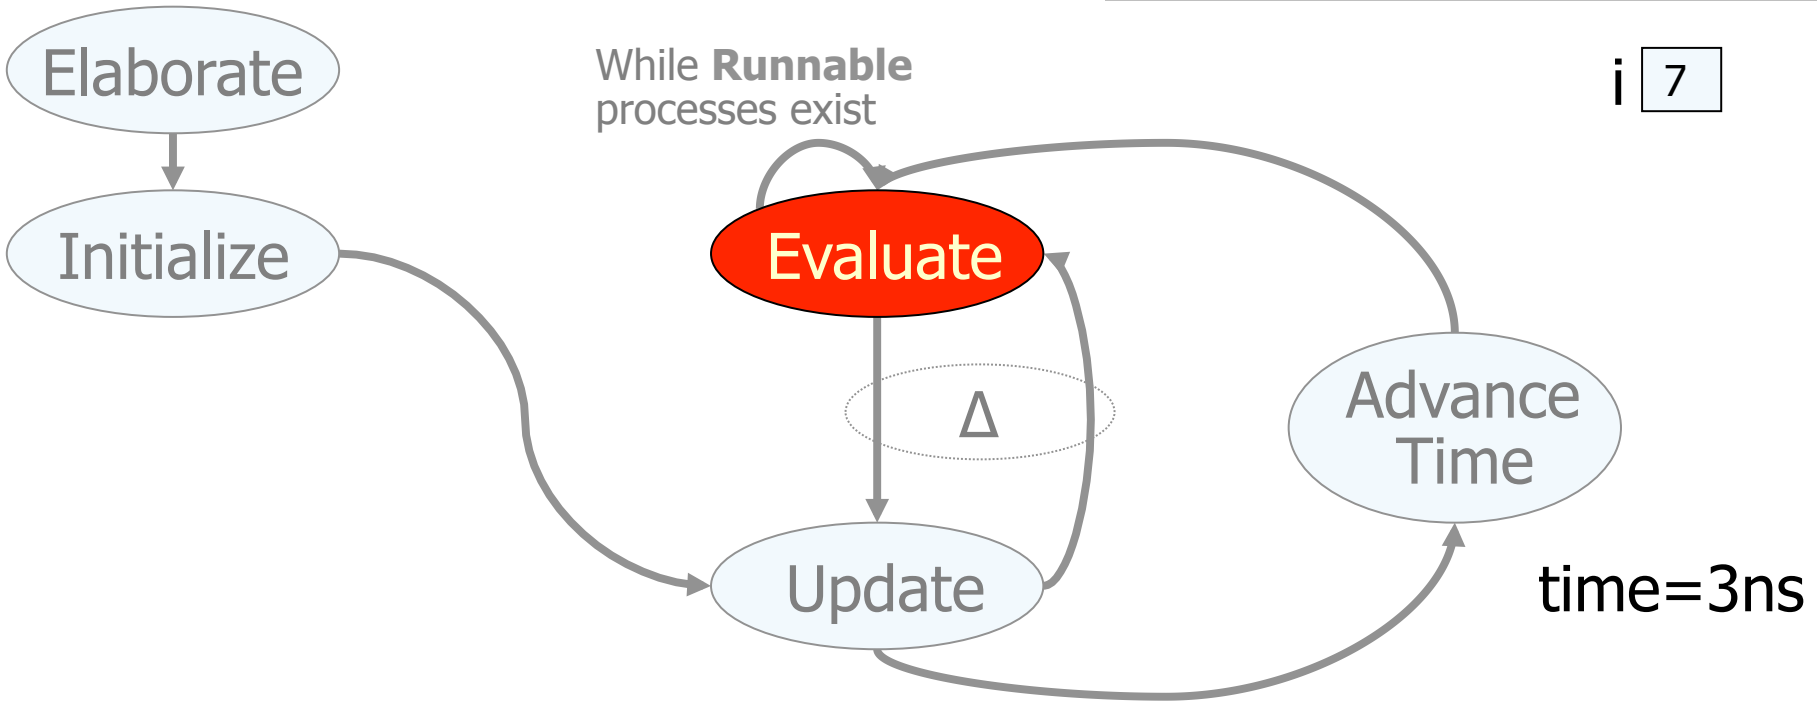 Elaborate
While Runnable
processes exist
i 7
Initialize
Evaluate
Δ
Advance
Time
Update
time=3ns